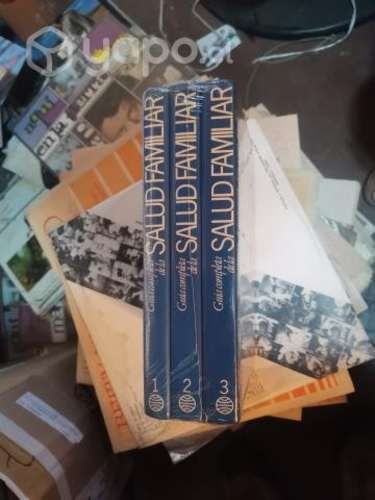 yapo.cl
Guía completa
de la
SALUD FAMILIAR
1
Guía completa
de la
SALUD FAMILIAR
2
Guía completa
de la
SALUD FAMILIAR
3